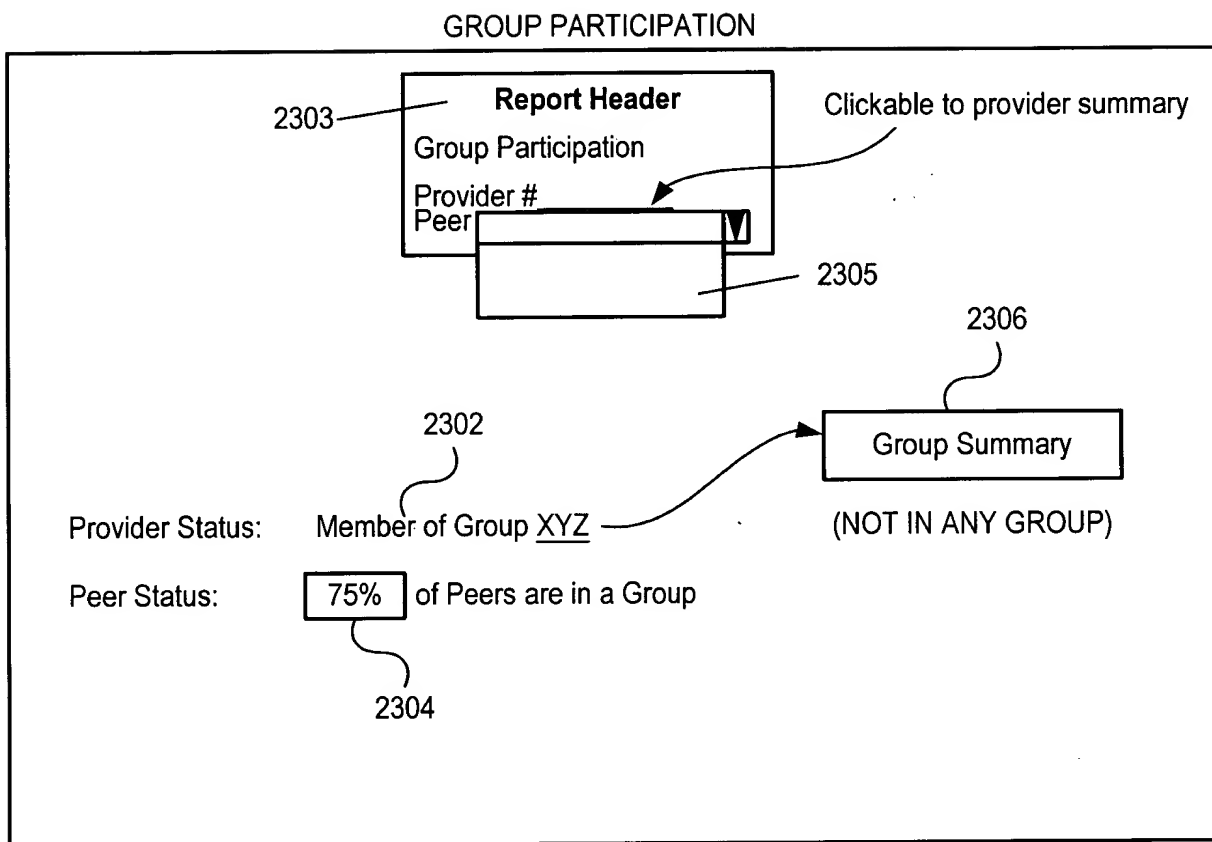 GROUP PARTICIPATION
Report Header
2303
Clickable to provider summary
Group Participation
Provider #
Peer
2305
2306
Group Summary
2302
Provider Status: Member of Group XYZ
(NOT IN ANY GROUP)
Peer Status: 75% of Peers are in a Group
2304